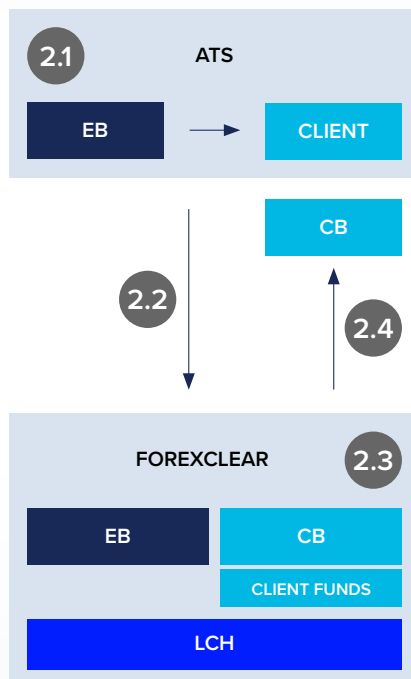 2.1
ATS
EB
CLIENT
CB
2.2
2.4
FOREXCLEAR
2.3
EB
CB
CLIENT FUNDS
LCH